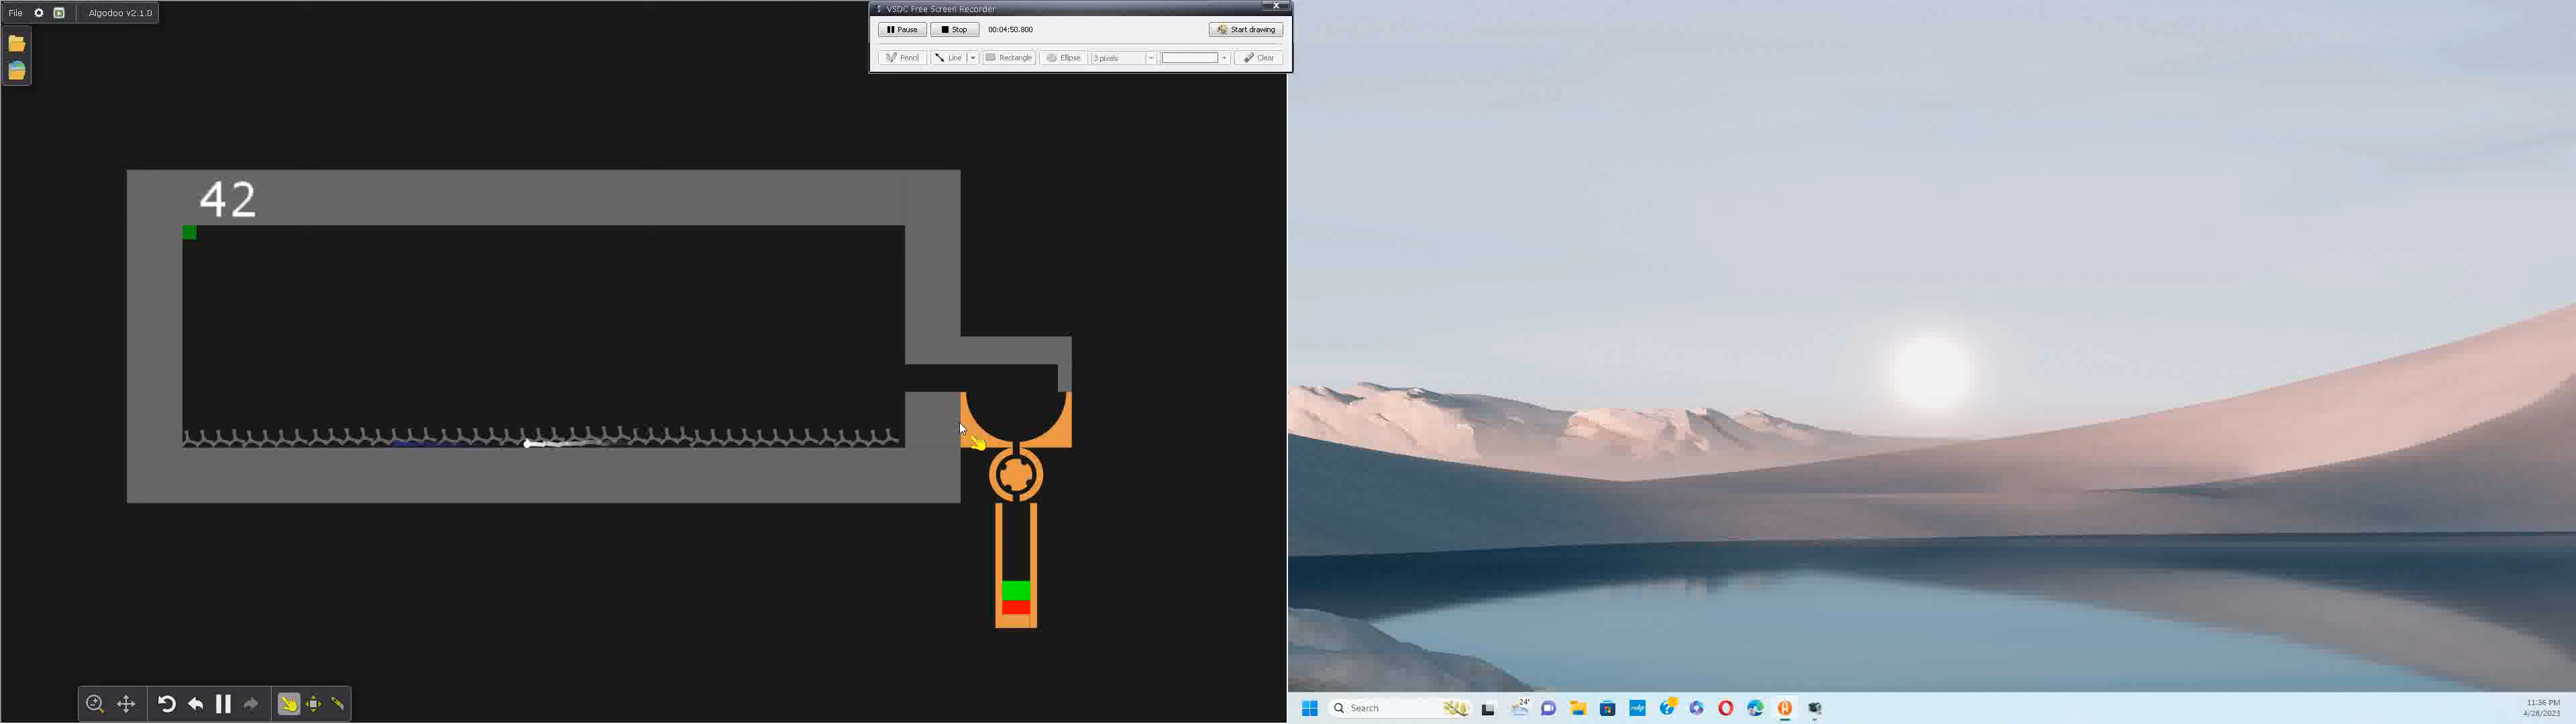 File Algodoo v2.1.0
VSDC Free Screen Recorder
Pause Stop 00:04:50.800 Start drawing
Pencil Line Rectangle Ellipse 3 pixels Clear
42
Search
24°
11:36 PM
4/28/2023